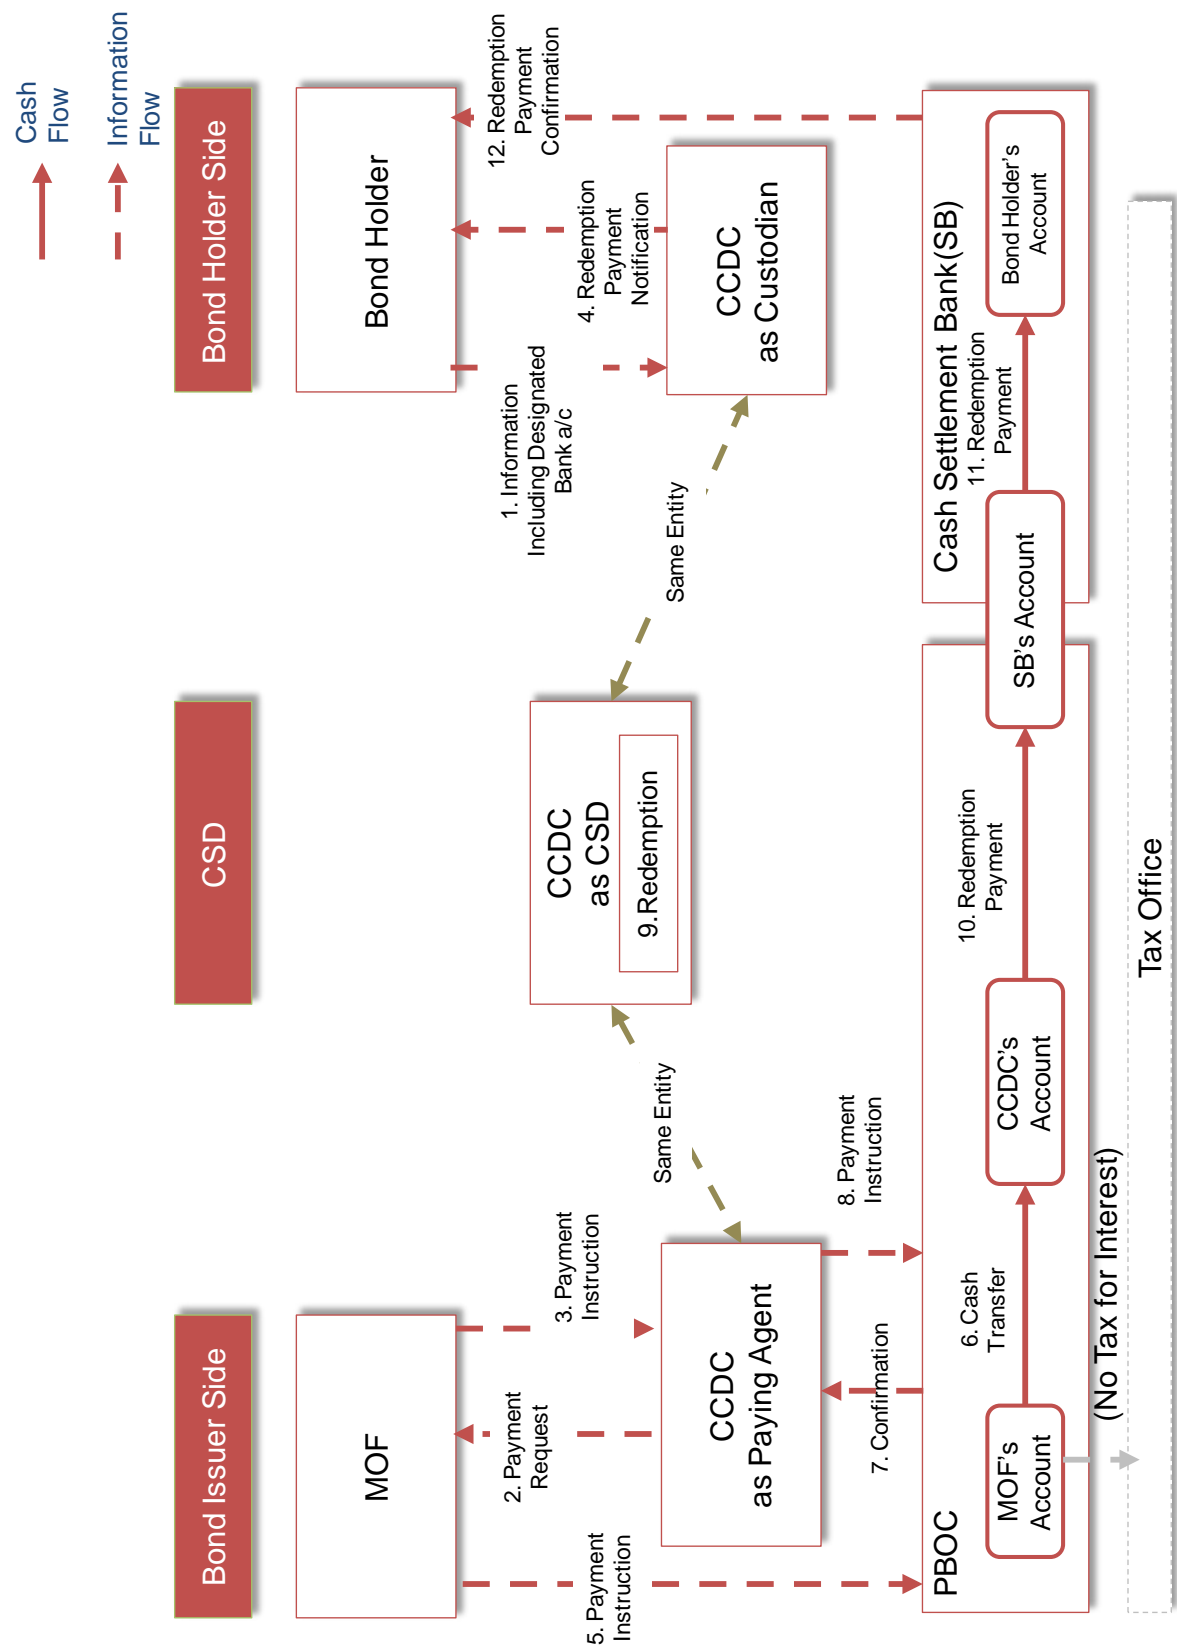 Cash
Flow
Information
Flow
Bond Issuer Side
CSD
Bond Holder Side
MOF
Bond Holder
5. Payment
Instruction
2. Payment
Request
3. Payment
Instruction
1. Information
Including Designated
Bank a/c
4. Redemption
Payment
Notification
12. Redemption
Payment
Confirmation
CCDC
as CSD
9.Redemption
Same Entity
Same Entity
CCDC
as Paying Agent
CCDC
as Custodian
7. Confirmation
8. Payment
Instruction
PBOC
Cash Settlement Bank(SB)
MOF's
Account
6. Cash
Transfer
CCDC's
Account
10. Redemption
Payment
SB's Account
11. Redemption
Payment
Bond Holder's
Account
(No Tax for Interest)
Tax Office